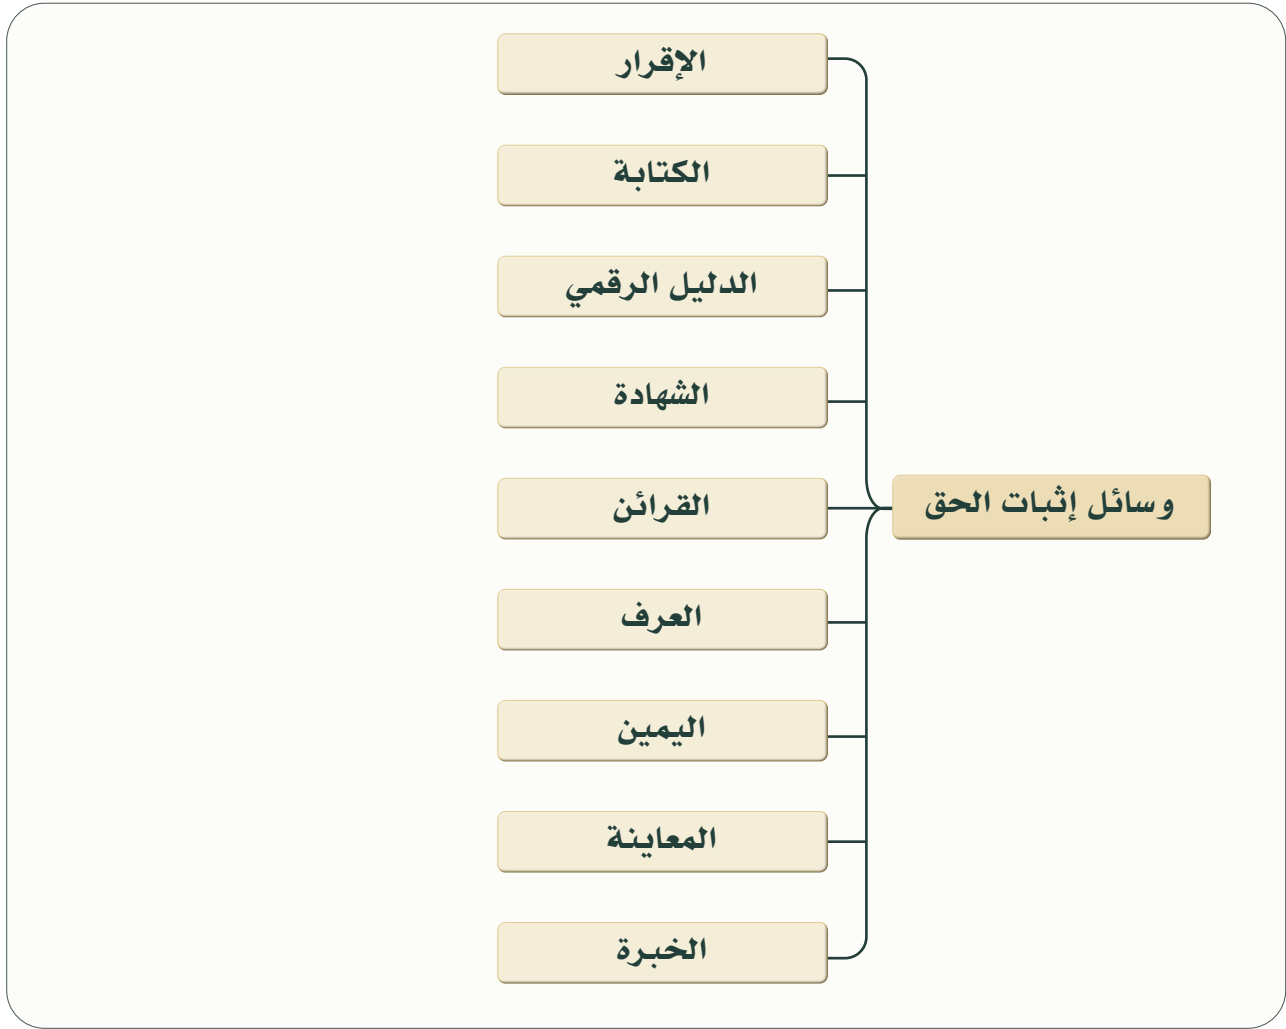 وسائل إثبات الحق
الإقرار
الكتابة
الدليل الرقمي
الشهادة
القرائن
العرف
اليمين
المعاينة
الخبرة